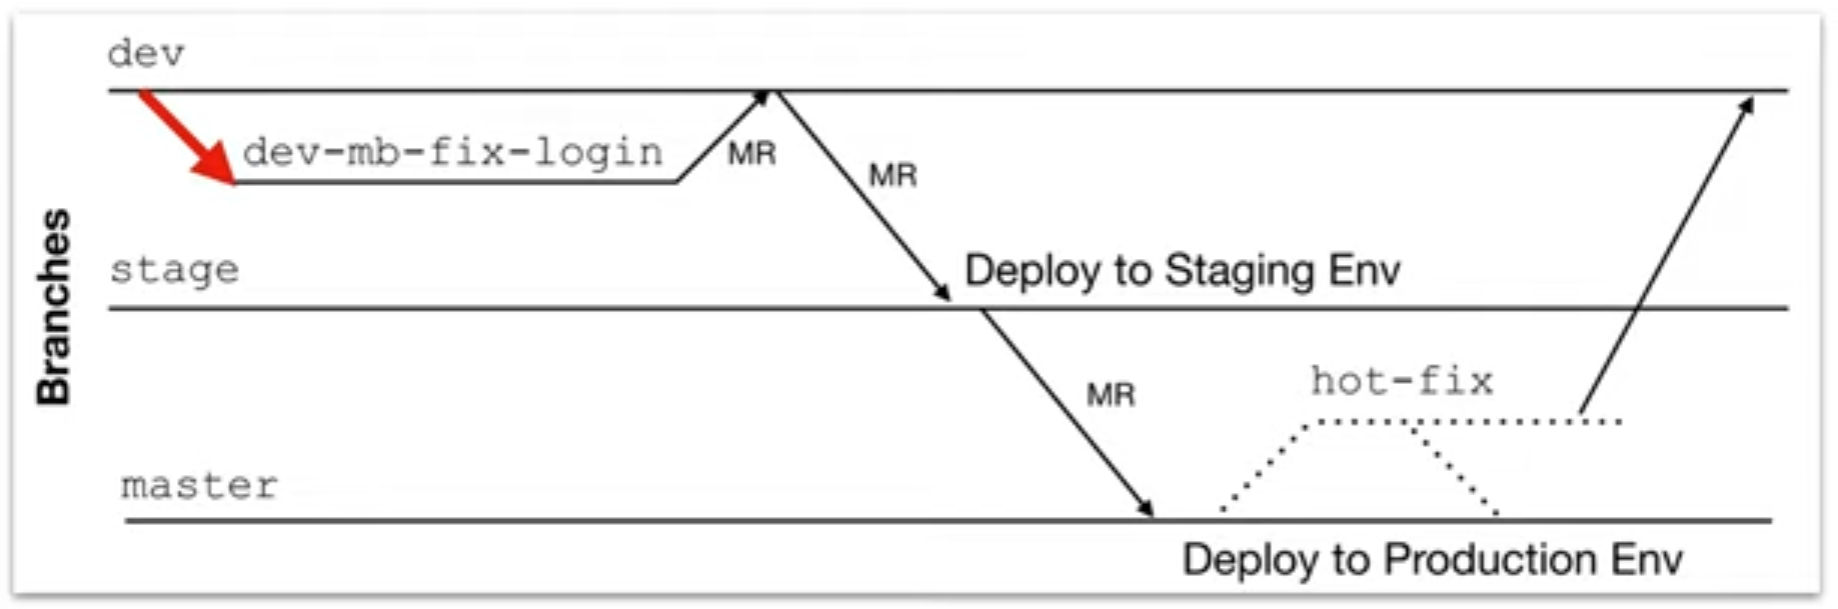 dev
dev-mb-fix-login
MR
MR
Branches
stage
Deploy to Staging Env
MR
hot-fix
master
Deploy to Production Env